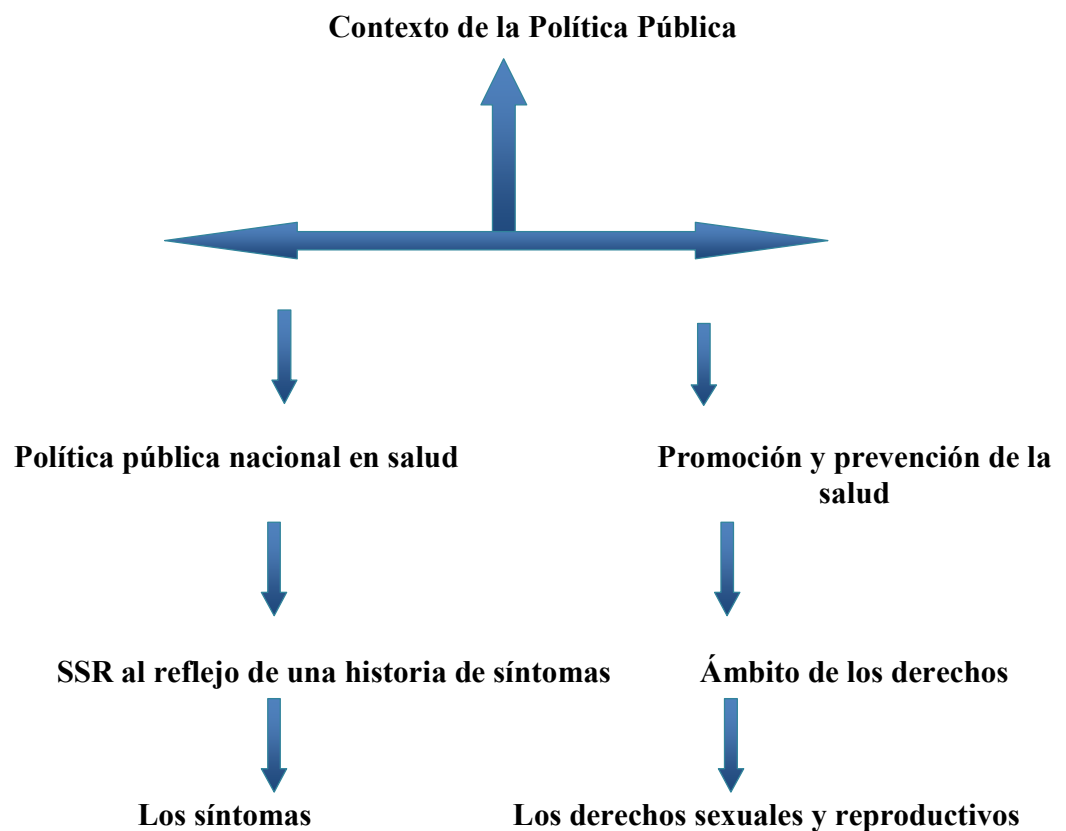 Contexto de la Política Pública
Política pública nacional en salud
Promoción y prevención de la
salud
SSR al reflejo de una historia de síntomas
Ámbito de los derechos
Los síntomas
Los derechos sexuales y reproductivos